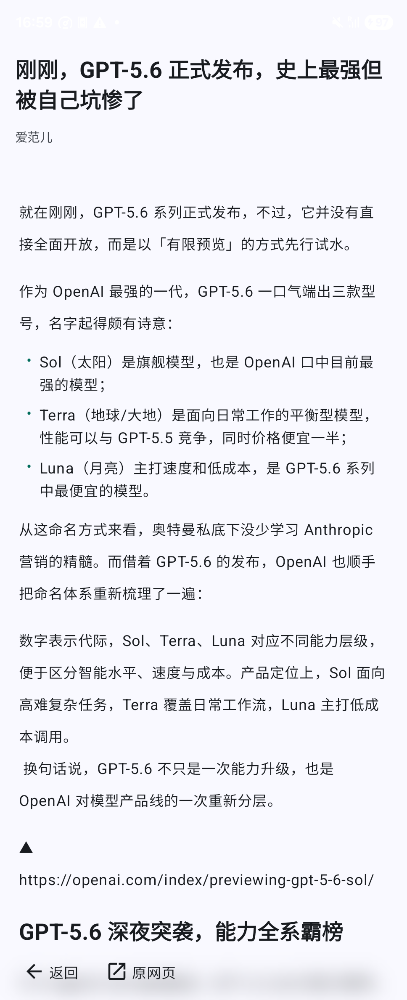 16:59
97
刚刚，GPT-5.6 正式发布，史上最强但
被自己坑惨了
爱范儿
就在刚刚，GPT-5.6 系列正式发布，不过，它并没有直
接全面开放，而是以「有限预览」的方式先行试水。
作为 OpenAI 最强的一代，GPT-5.6 一口气端出三款型
号，名字起得颇有诗意：
• Sol（太阳）是旗舰模型，也是 OpenAI 口中目前最
强的模型；
• Terra（地球/大地）是面向日常工作的平衡型模型，
性能可以与 GPT-5.5 竞争，同时价格便宜一半；
• Luna（月亮）主打速度和低成本，是 GPT-5.6 系列
中最便宜的模型。
从这命名方式来看，奥特曼私底下没少学习 Anthropic
营销的精髓。而借着 GPT-5.6 的发布，OpenAI 也顺手
把命名体系重新梳理了一遍：
数字表示代际，Sol、Terra、Luna 对应不同能力层级，
便于区分智能水平、速度与成本。产品定位上，Sol 面向
高难复杂任务，Terra 覆盖日常工作流，Luna 主打低成
本调用。
换句话说，GPT-5.6 不只是一次能力升级，也是
OpenAI 对模型产品线的一次重新分层。
▲
https://openai.com/index/previewing-gpt-5-6-sol/
GPT-5.6 深夜突袭，能力全系霸榜
返回
原网页